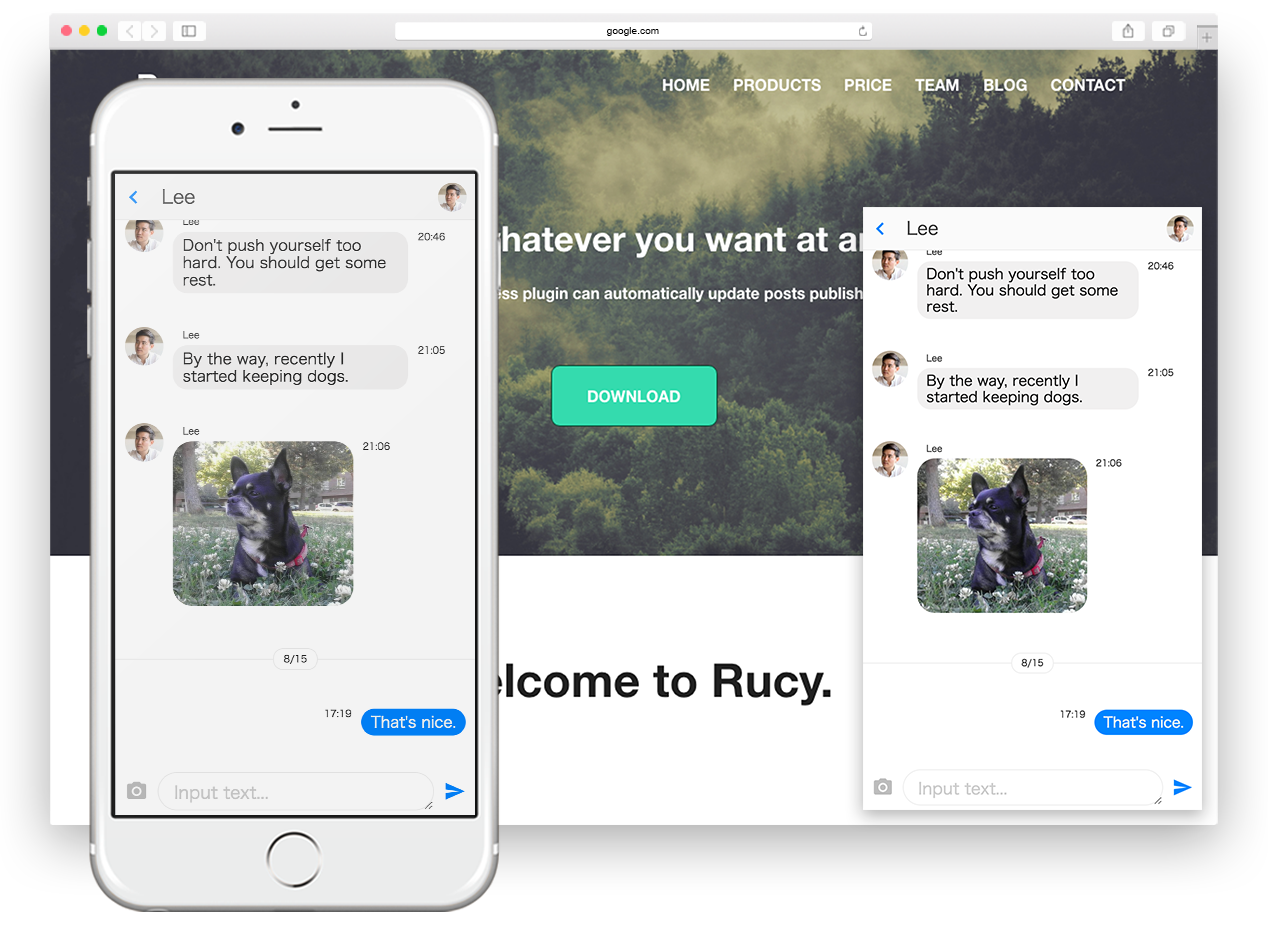 google.com
HOME PRODUCTS PRICE TEAM BLOG CONTACT
you want at
plugin can automatically update posts
DOWNLOAD
to Rucy.
Lee
Lee
Don't push yourself too
hard. You should get some
rest.
20:46
Lee
By the way, recently I
started keeping dogs.
21:05
Lee
21:06
8/15
17:19
That's nice.
Input text...
Lee
Lee
Don't push yourself too
hard. You should get some
rest.
20:46
Lee
By the way, recently I
started keeping dogs.
21:05
Lee
21:06
8/15
17:19
That's nice.
Input text...